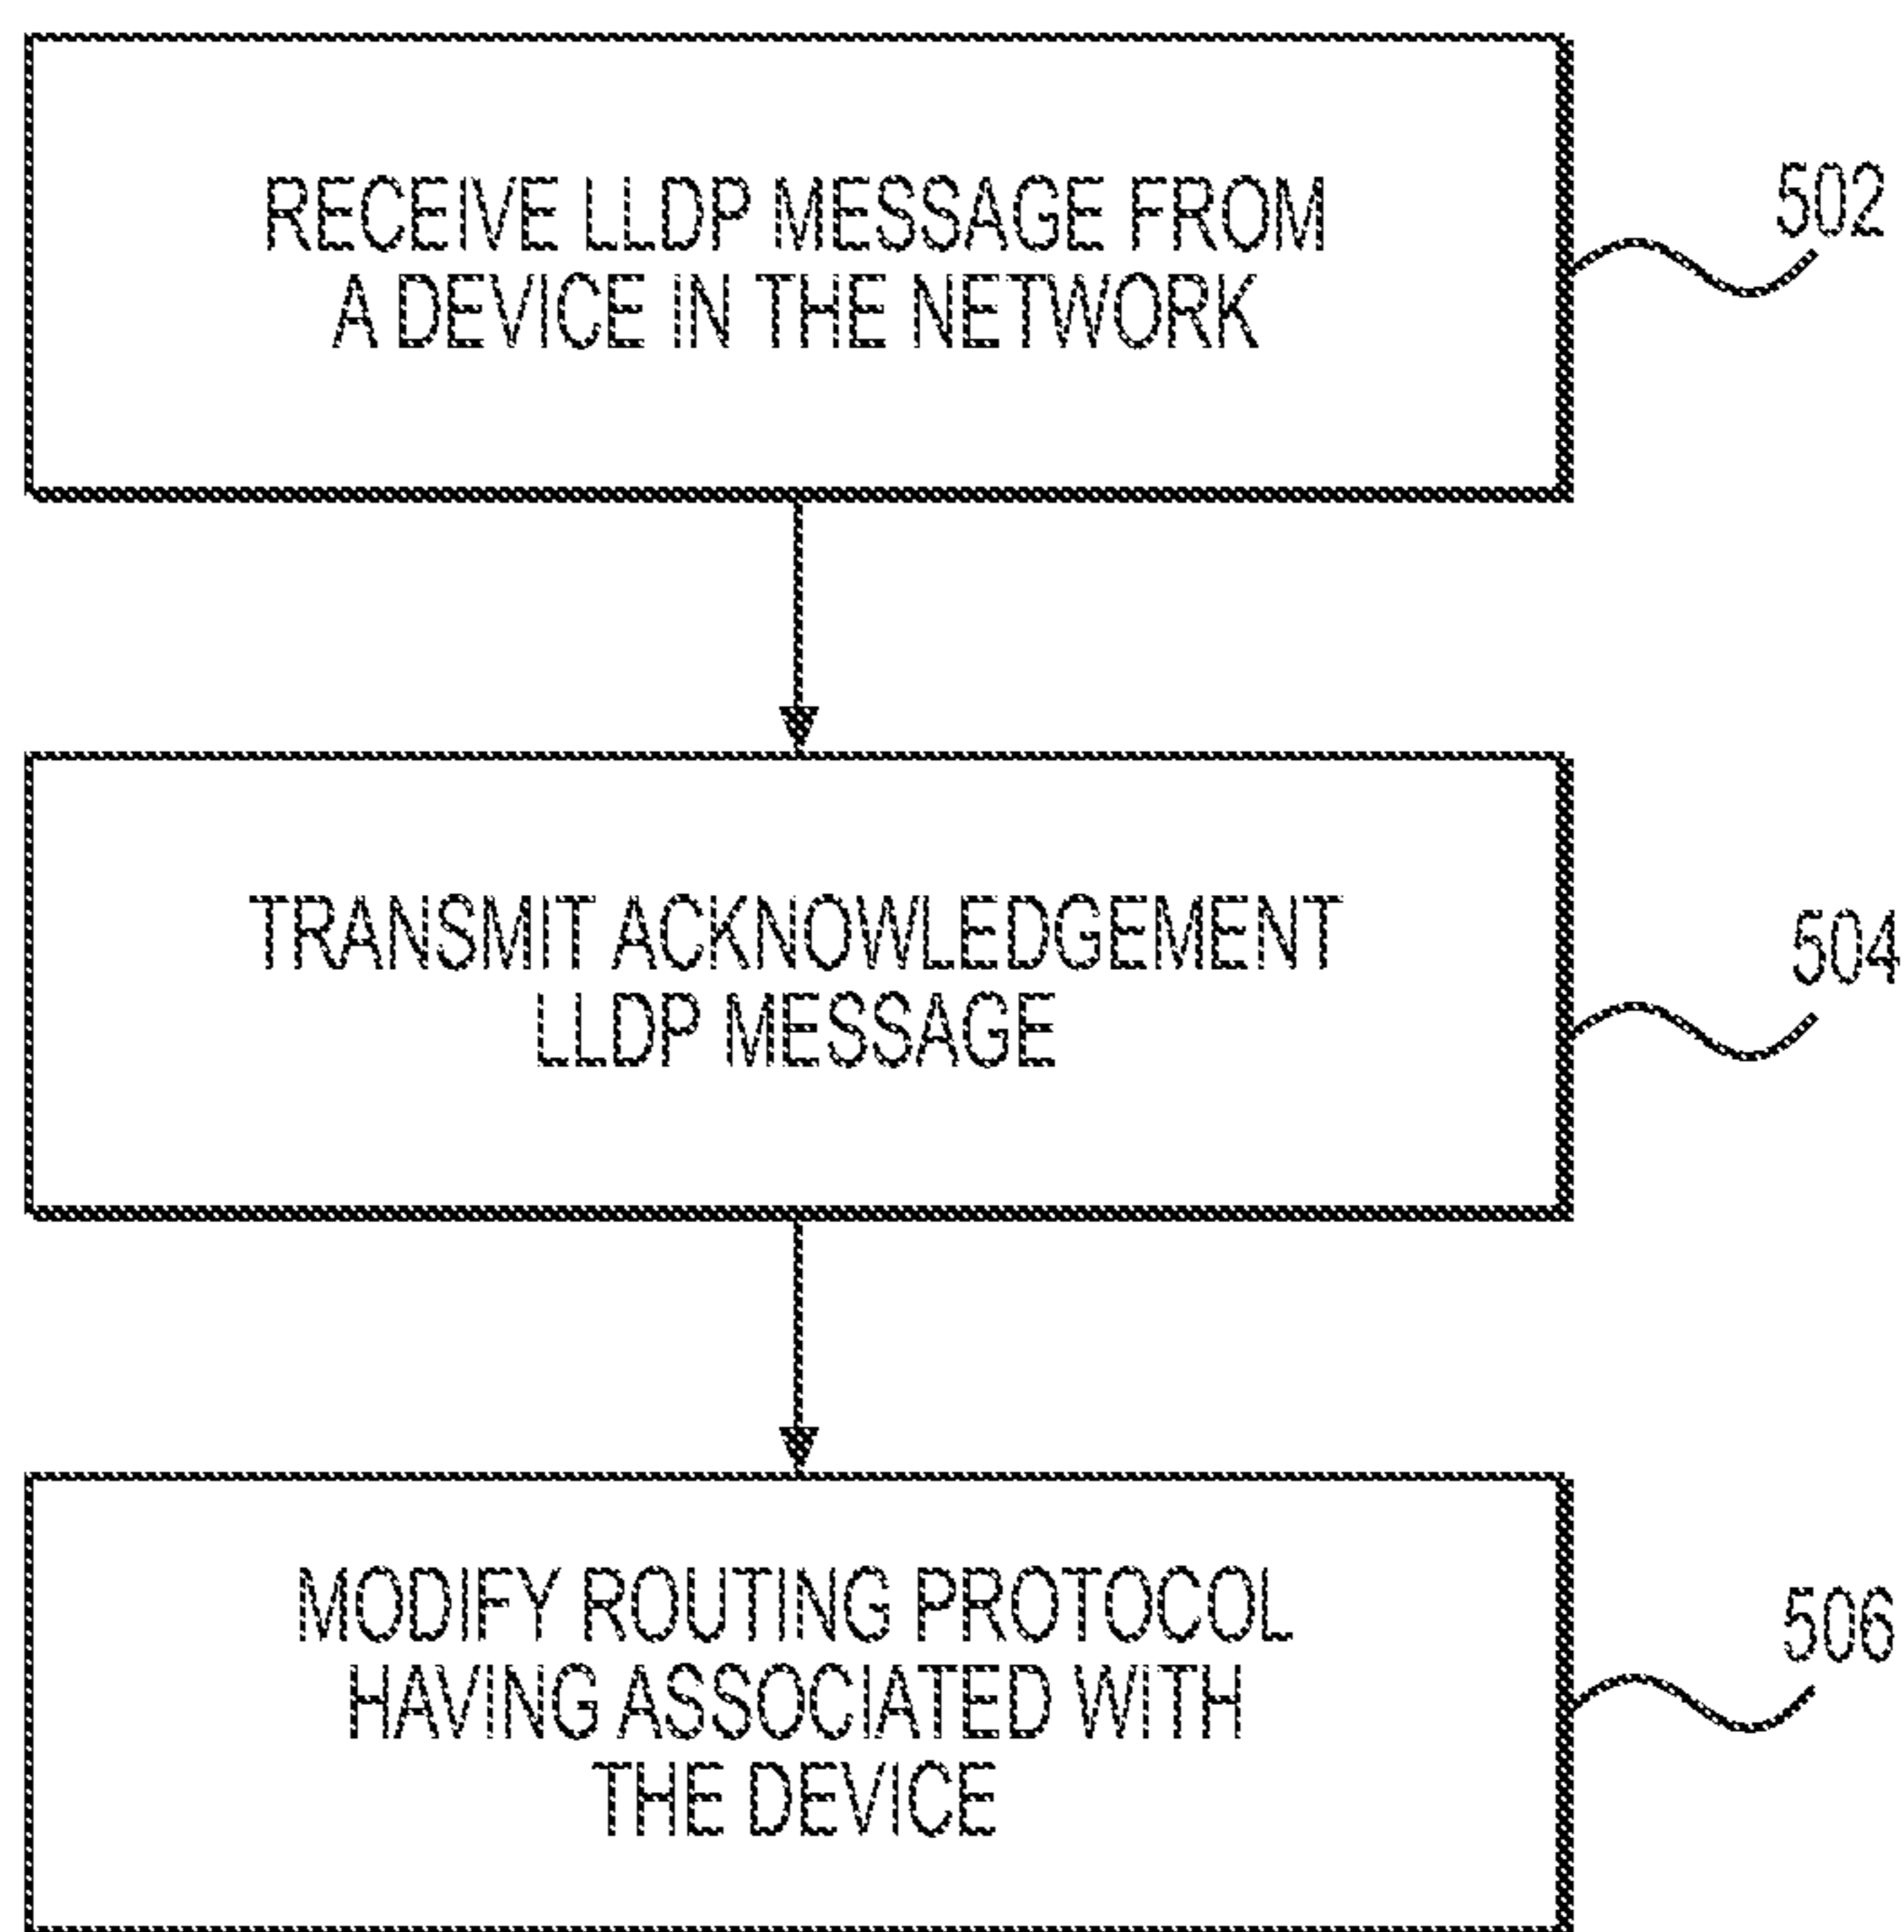 RECEIVE LLDP MESSAGE FROM
A DEVICE IN THE NETWORK
502
TRANSMIT ACKNOWLEDGEMENT
LLDP MESSAGE
504
MODIFY ROUTING PROTOCOL
HAVING ASSOCIATED WITH
THE DEVICE
506